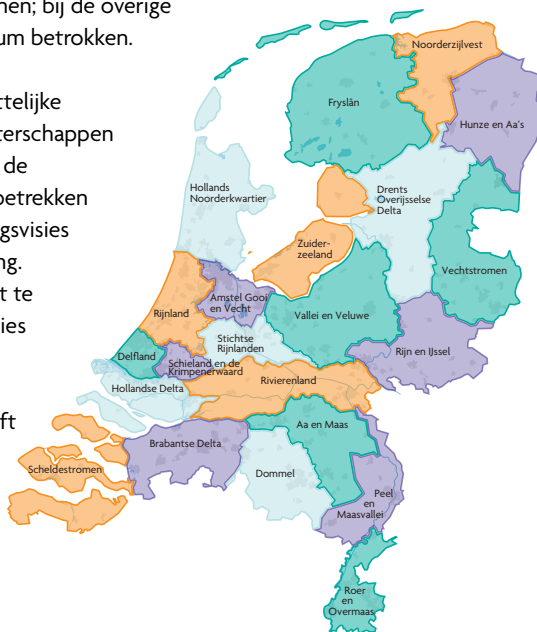 nen; bij de overige
um betrokken.
ttelijke
terschappen
de
betrekken
gsvisies
ng.
t te
ies
ft
Noorderzijlvest
Fryslân
Hunze en Aa's
Hollands
Noorderkwartier
Drents
Overijsselse
Delta
Zuider-
zeeland
Vechtstromen
Amstel Gooi
en Vecht
Rijnland
Vallei en Veluwe
Stichtse
Rijnlanden
Delfland
Schieland en de
Krimpenerwaard
Rijn en IJssel
Rivierenland
Hollandse Delta
Aa en Maas
Brabantse Delta
Scheldestromen
Dommel
Peel
en
Maasvallei
Roer
en
Overmaas